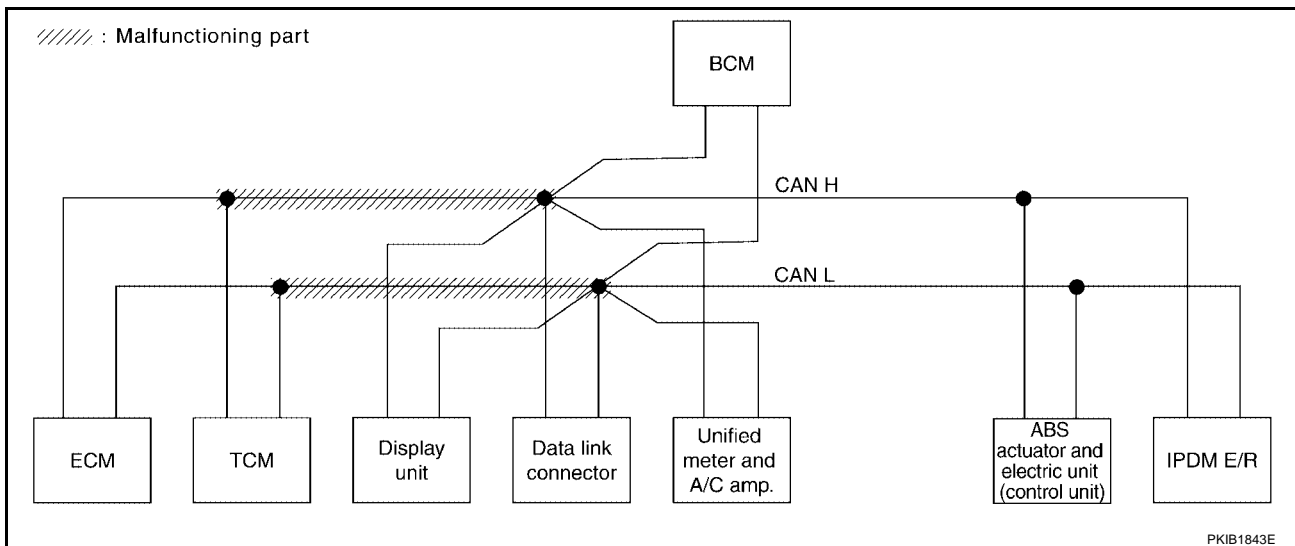 : Malfunctioning part
BCM
CAN H
CAN L
ECM
TCM
Display
unit
Data link
connector
Unified
meter and
A/C amp.
ABS
actuator and
electric unit
(control unit)
IPDM E/R
PKIB1843E